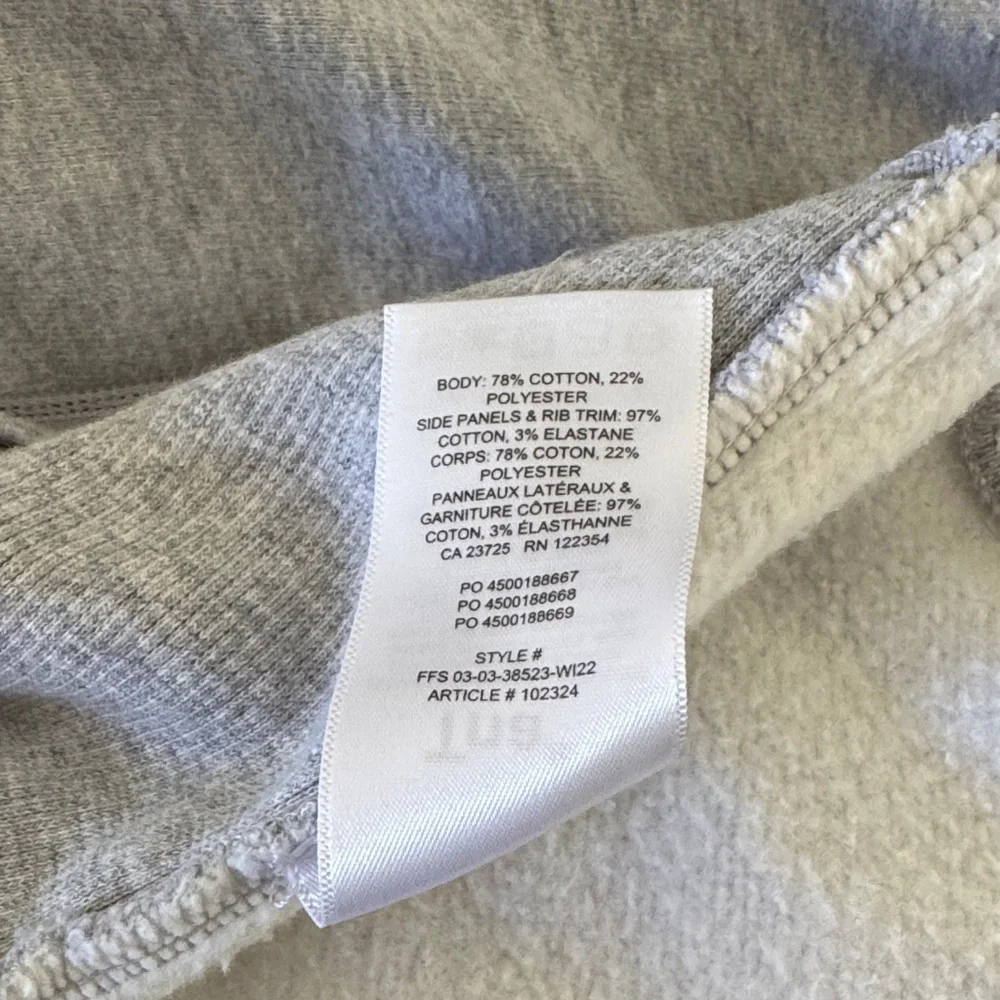 BODY: 78% COTTON, 22%
POLYESTER
SIDE PANELS & RIB TRIM: 97%
COTTON, 3% ELASTANE
CORPS: 78% COTON, 22%
POLYESTER
PANNEAUX LATÉRAUX &
GARNITURE CÔTELÉE: 97%
COTON, 3% ÉLASTHANNE
CA 23725 RN 122354
PO 4500188667
PO 4500188668
PO 4500188669
STYLE #
FFS 03-03-38523-WI22
ARTICLE # 102324